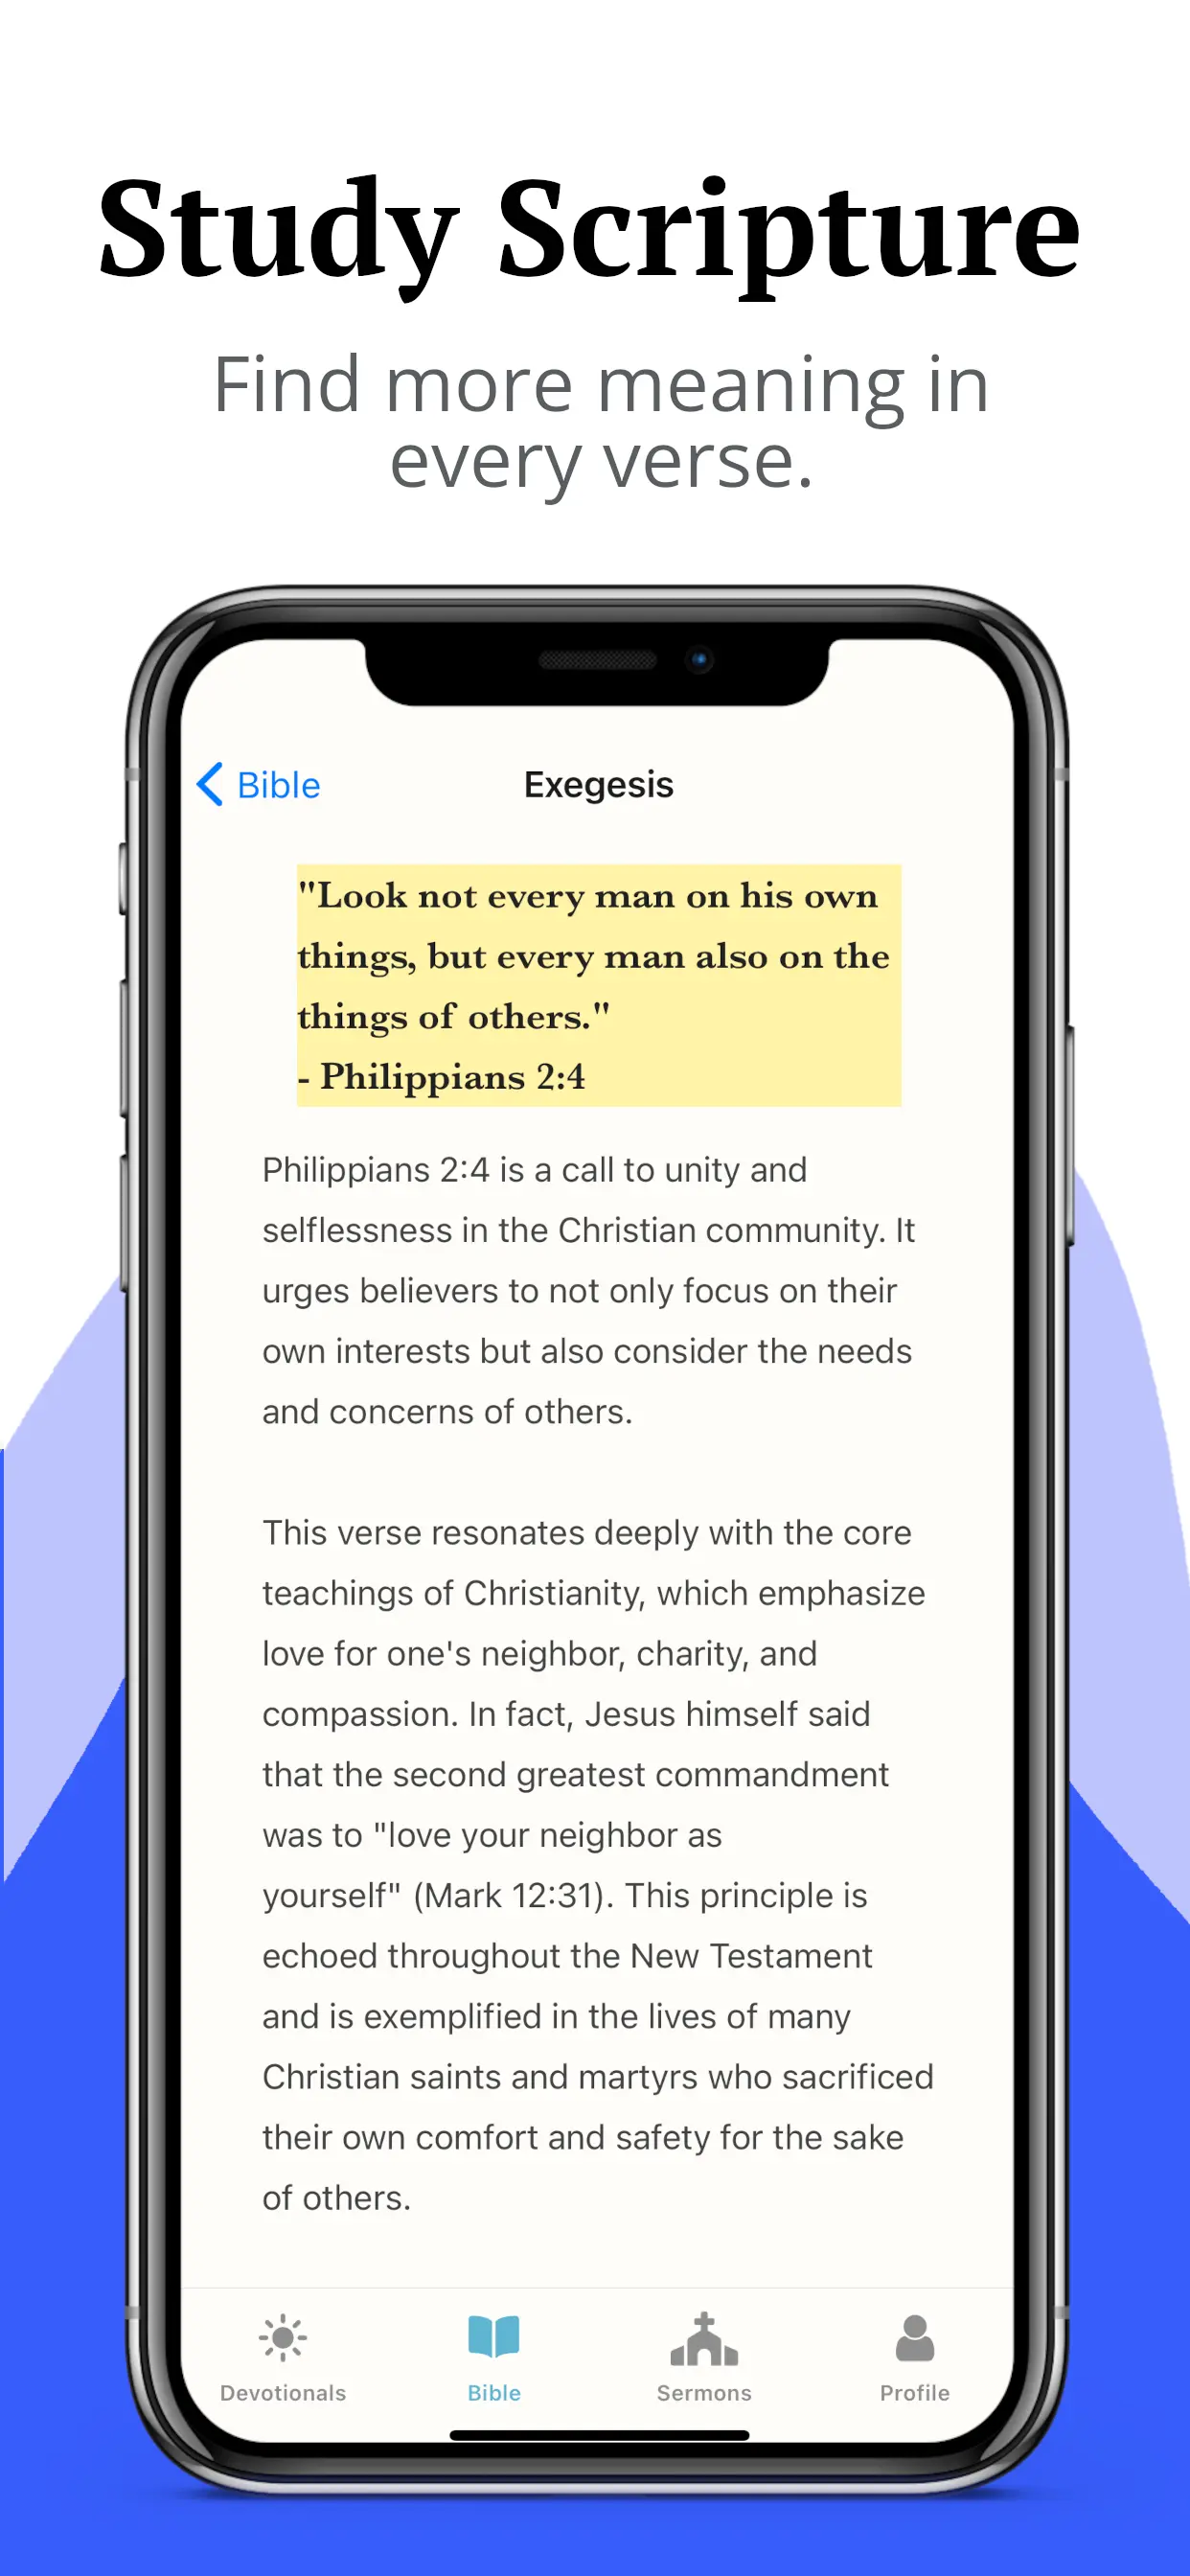 Study Scripture
Find more meaning in
every verse.
Bible
Exegesis
"Look not every man on his own
things, but every man also on the
things of others."
- Philippians 2:4
Philippians 2:4 is a call to unity and
selflessness in the Christian community. It
urges believers to not only focus on their
own interests but also consider the needs
and concerns of others.
This verse resonates deeply with the core
teachings of Christianity, which emphasize
love for one's neighbor, charity, and
compassion. In fact, Jesus himself said
that the second greatest commandment
was to "love your neighbor as
yourself" (Mark 12:31). This principle is
echoed throughout the New Testament
and is exemplified in the lives of many
Christian saints and martyrs who sacrificed
their own comfort and safety for the sake
of others.
Devotionals
Bible
Sermons
Profile